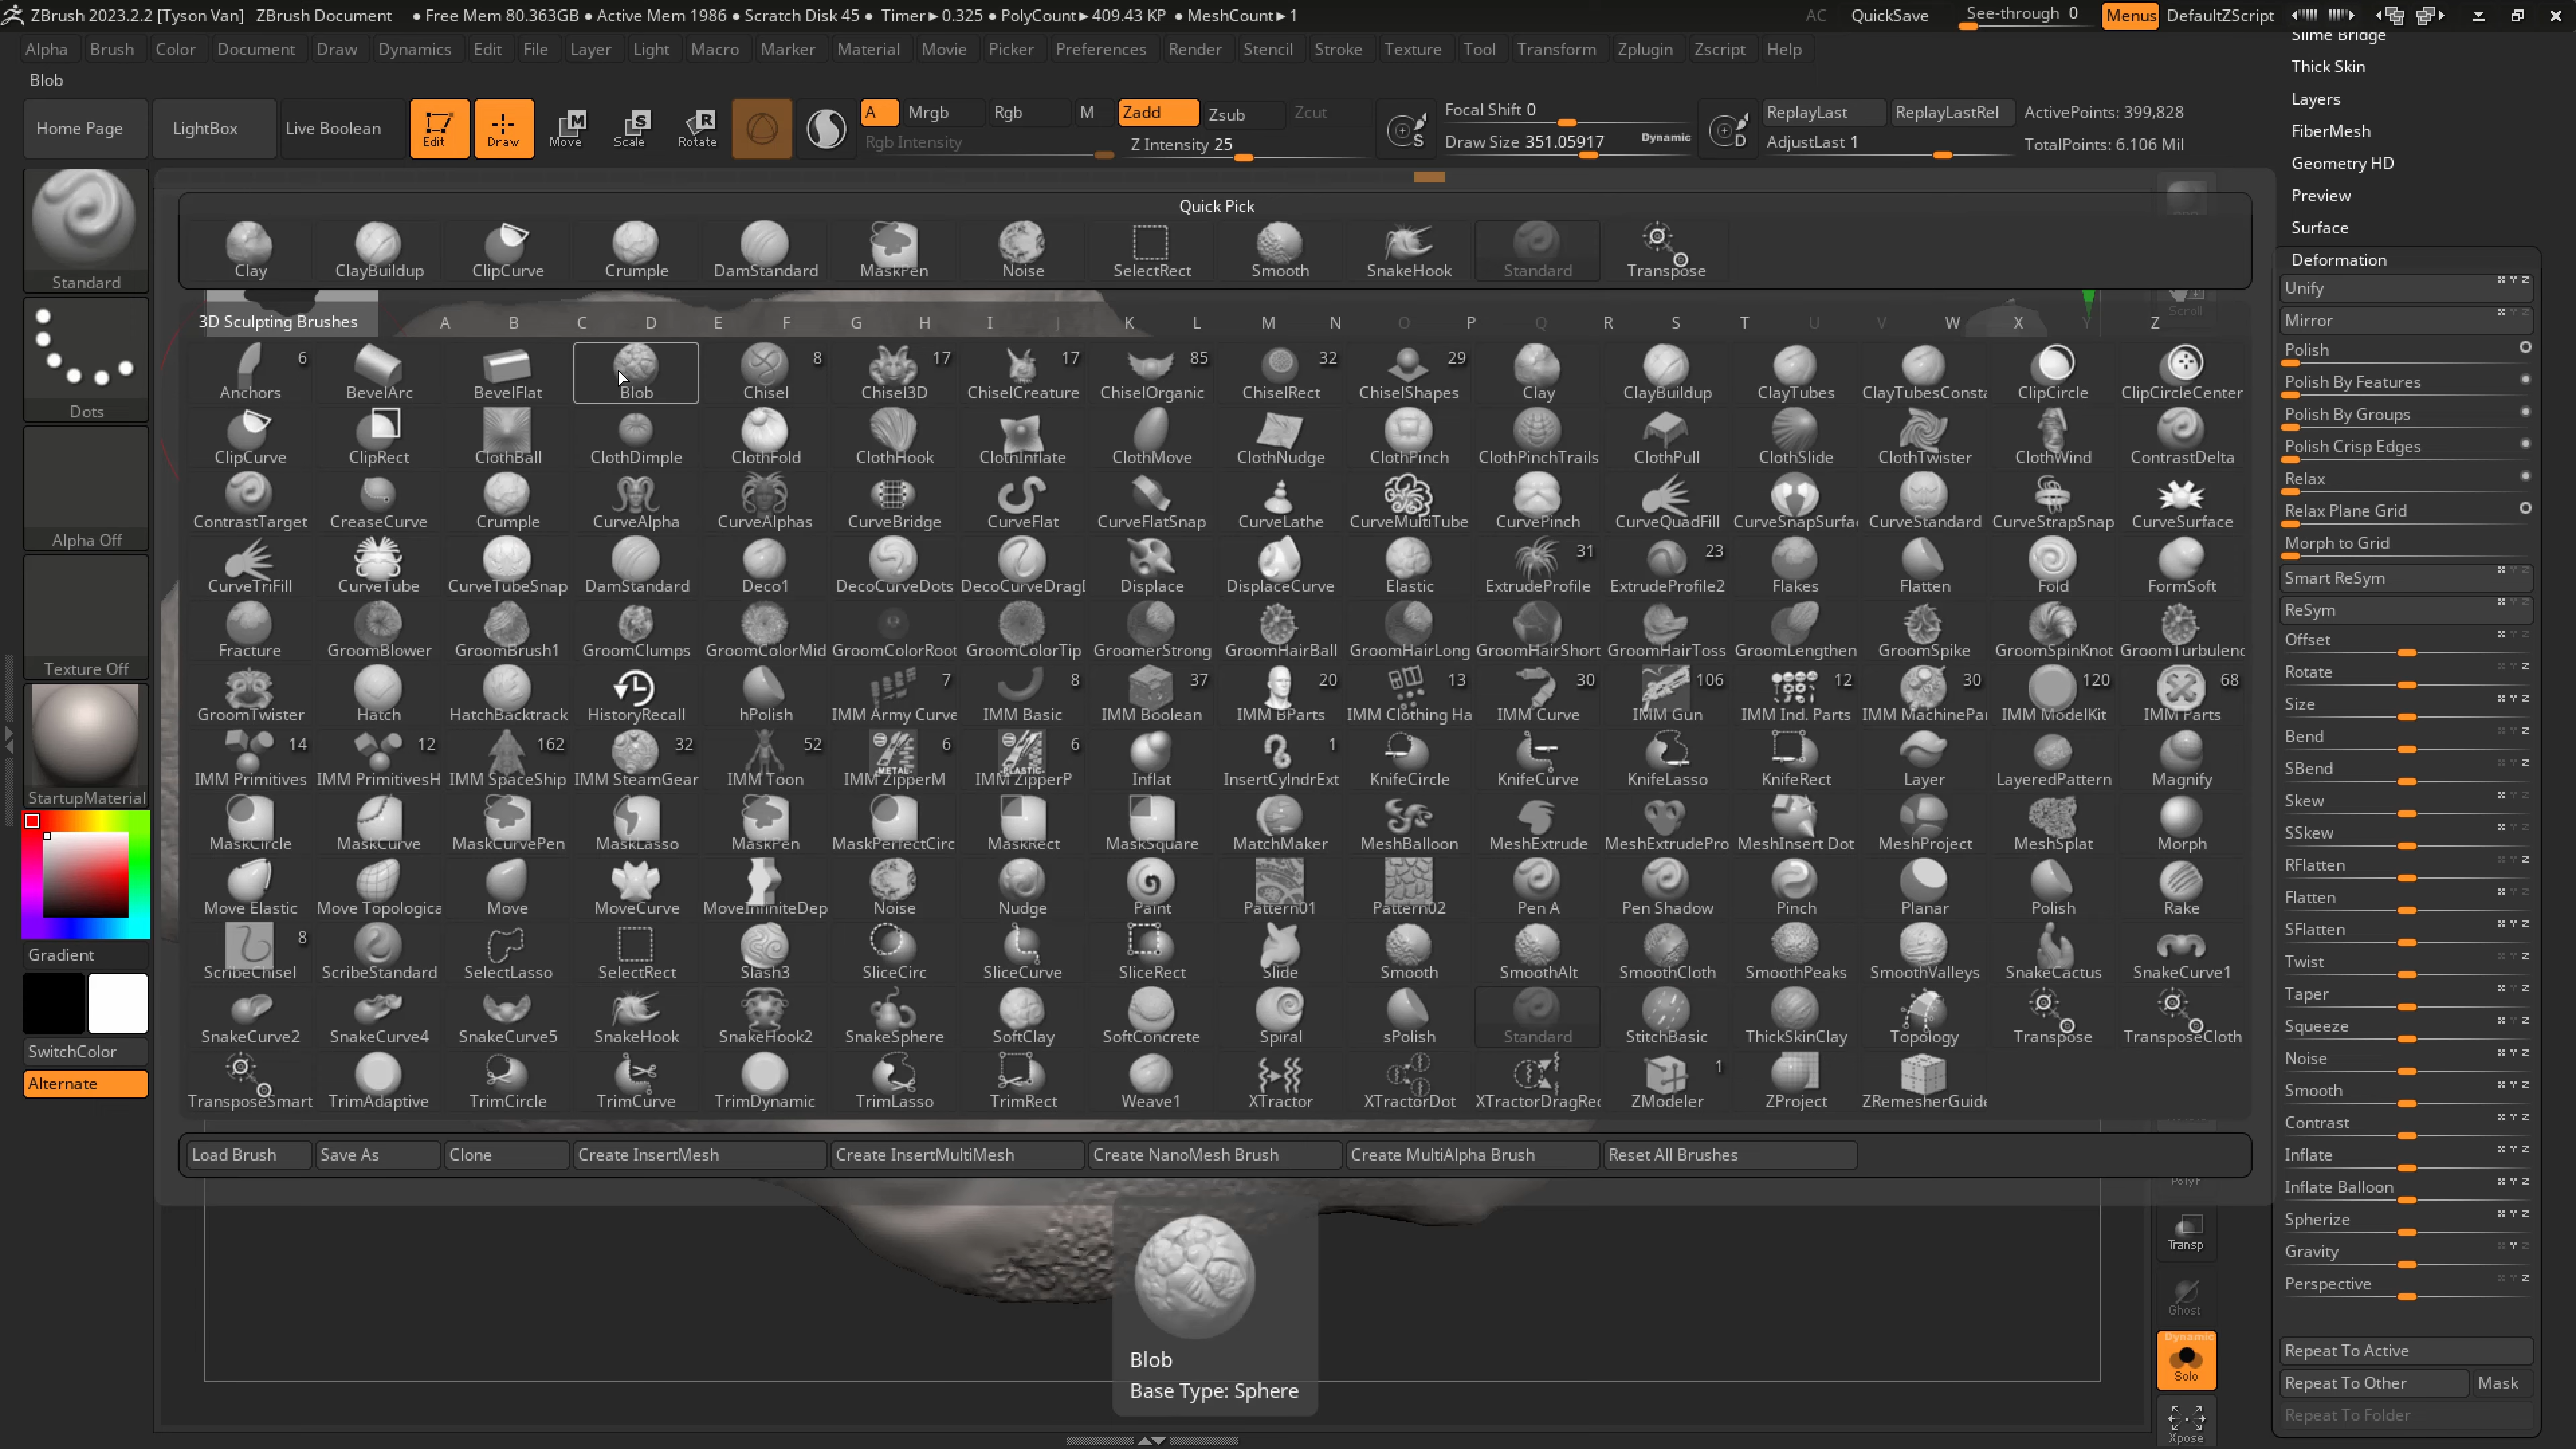 ZBrush 2023.2.2 [Tyson Van] ZBrush Document ● Free Mem 80.363GB ● Active Mem 1986 ● Scratch Disk 45 ● Timer►0.325 ● PolyCount►409.43 KP ● MeshCount►1 AC QuickSave See-through 0 Menus DefaultZScript
Alpha Brush Color Document Draw Dynamics Edit File Layer Light Macro Marker Material Movie Picker Preferences Render Stencil Stroke Texture Tool Transform Zplugin Zscript Help
Blob
Home Page LightBox Live Boolean Edit Draw Move Scale Rotate A Mrgb Rgb M Zadd Zsub Zcut Focal Shift 0 ReplayLast ReplayLastRel ActivePoints: 399,828
Rgb Intensity Z Intensity 25 S Draw Size 351.05917 Dynamic D AdjustLast 1 TotalPoints: 6.106 Mil
Standard
Dots
Alpha Off
Texture Off
StartupMaterial
Gradient
SwitchColor
Alternate
Quick Pick
Clay ClayBuildup ClipCurve Crumple DamStandard MaskPen Noise SelectRect Smooth SnakeHook Standard Transpose
3D Sculpting Brushes A B C D E F G H I J K L M N O P Q R S T U V W X Y Z
6 8 17 17 85 32 29
Anchors BevelArc BevelFlat Blob Chisel Chisel3D ChiselCreature ChiselOrganic ChiselRect ChiselShapes Clay ClayBuildup ClayTubes ClayTubesConsta ClipCircle ClipCircleCenter
ClipCurve ClipRect ClothBall ClothDimple ClothFold ClothHook ClothInflate ClothMove ClothNudge ClothPinch ClothPinchTrails ClothPull ClothSlide ClothTwister ClothWind ContrastDelta
ContrastTarget CreaseCurve Crumple CurveAlpha CurveAlphas CurveBridge CurveFlat CurveFlatSnap CurveLathe CurveMultiTube CurvePinch CurveQuadFill CurveSnapSurfa CurveStandard CurveStrapSnap CurveSurface
31 23
CurveTriFill CurveTube CurveTubeSnap DamStandard Deco1 DecoCurveDots DecoCurveDrag Displace DisplaceCurve Elastic ExtrudeProfile ExtrudeProfile2 Flakes Flatten Fold FormSoft
Fracture GroomBlower GroomBrush1 GroomClumps GroomColorMid GroomColorRoot GroomColorTip GroomerStrong GroomHairBall GroomHairLong GroomHairShort GroomHairToss GroomLengthen GroomSpike GroomSpinKnot GroomTurbulenc
7 8 37 20 13 30 106 12 30 120 68
GroomTwister Hatch HatchBacktrack HistoryRecall hPolish IMM Army Curve IMM Basic IMM Boolean IMM BParts IMM Clothing Ha IMM Curve IMM Gun IMM Ind. Parts IMM MachinePa IMM ModelKit IMM Parts
14 12 162 32 52 6 6 1
IMM Primitives IMM PrimitivesH IMM SpaceShip IMM SteamGear IMM Toon IMM ZipperM IMM ZipperP Inflat InsertCylndrExt KnifeCircle KnifeCurve KnifeLasso KnifeRect Layer LayeredPattern Magnify
MaskCircle MaskCurve MaskCurvePen MaskLasso MaskPen MaskPerfectCirc MaskRect MaskSquare MatchMaker MeshBalloon MeshExtrude MeshExtrudePro MeshInsert Dot MeshProject MeshSplat Morph
Move Elastic Move Topologica Move MoveCurve MoveInfiniteDep Noise Nudge Paint Pattern01 Pattern02 Pen A Pen Shadow Pinch Planar Polish Rake
8
ScribeChisel ScribeStandard SelectLasso SelectRect Slash3 SliceCirc SliceCurve SliceRect Slide Smooth SmoothAlt SmoothCloth SmoothPeaks SmoothValleys SnakeCactus SnakeCurve1
SnakeCurve2 SnakeCurve4 SnakeCurve5 SnakeHook SnakeHook2 SnakeSphere SoftClay SoftConcrete Spiral sPolish Standard StitchBasic ThickSkinClay Topology Transpose TransposeCloth
1
TransposeSmart TrimAdaptive TrimCircle TrimCurve TrimDynamic TrimLasso TrimRect Weave1 XTractor XTractorDot XTractorDragRec ZModeler ZProject ZRemesherGuide
Load Brush Save As Clone Create InsertMesh Create InsertMultiMesh Create NanoMesh Brush Create MultiAlpha Brush Reset All Brushes
Blob
Base Type: Sphere
Scroll
PolyF
Transp
Ghost
Dynamic
Solo
Xpose
Slime Bridge
Thick Skin
Layers
FiberMesh
Geometry HD
Preview
Surface
Deformation
Unify
Mirror
Polish
Polish By Features
Polish By Groups
Polish Crisp Edges
Relax
Relax Plane Grid
Morph to Grid
Smart ReSym
ReSym
Offset
Rotate
Size
Bend
SBend
Skew
SSkew
RFlatten
Flatten
SFlatten
Twist
Taper
Squeeze
Noise
Smooth
Contrast
Inflate
Inflate Balloon
Spherize
Gravity
Perspective
Repeat To Active
Repeat To Other Mask
Repeat To Folder